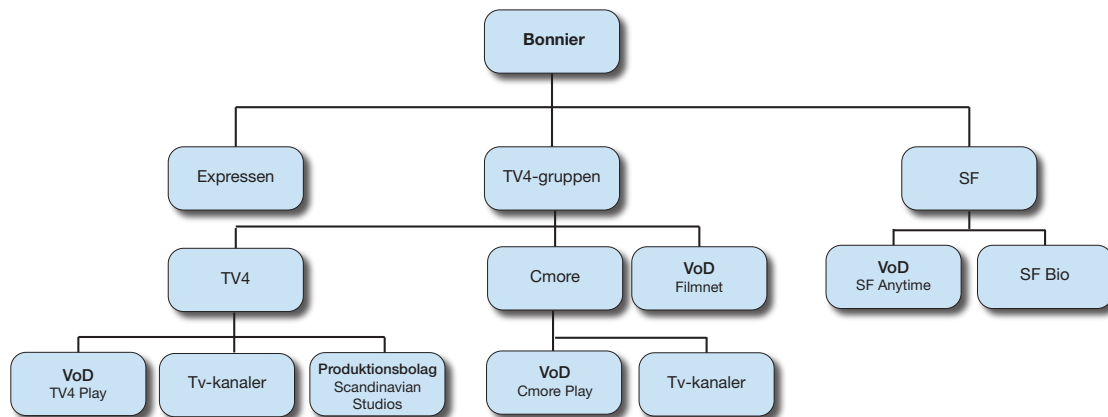 Bonnier
Expressen
TV4-gruppen
SF
TV4
Cmore
VoD
Filmnet
VoD
SF Anytime
SF Bio
VoD
TV4 Play
Tv-kanaler
Produktionsbolag
Scandinavian
Studios
VoD
Cmore Play
Tv-kanaler